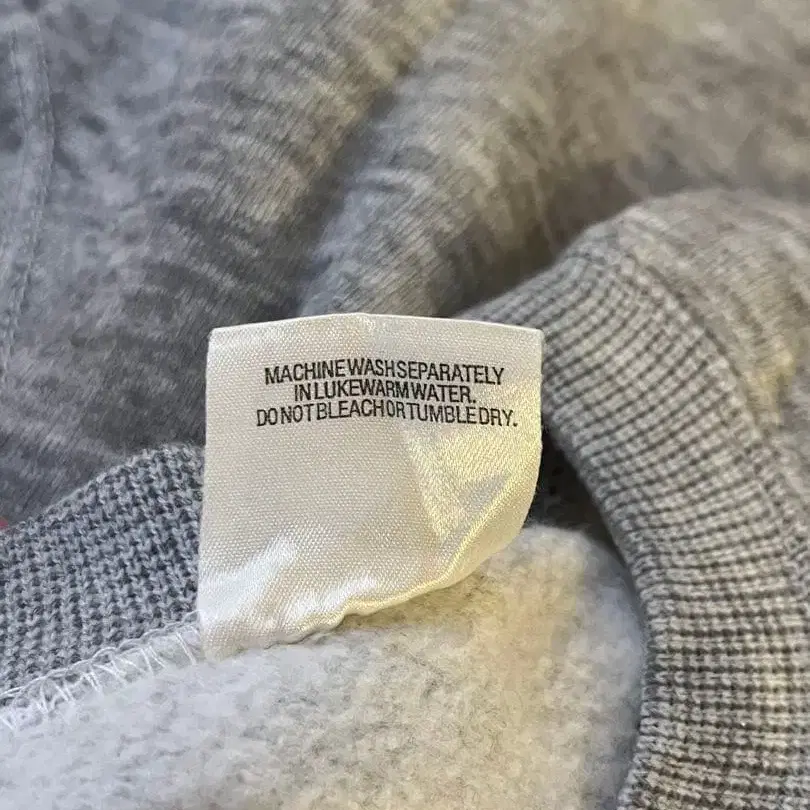 MACHINE WASH SEPARATELY
IN LUKEWARM WATER.
DO NOT BLEACH OR TUMBLE DRY.